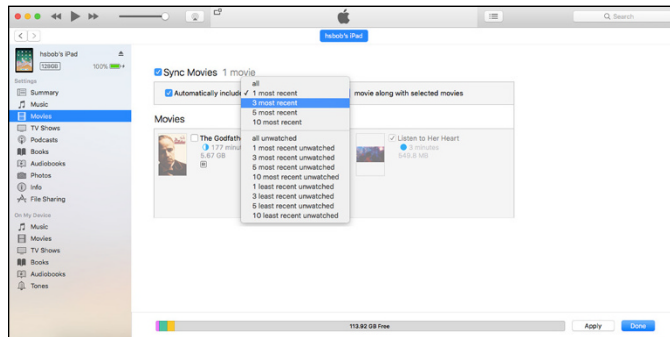 Search
hsbob's iPad
hsbob's iPad
128GB
100%
Settings
Summary
Music
Movies
TV Shows
Podcasts
Books
Audiobooks
Photos
Info
File Sharing
On My Device
Music
Movies
TV Shows
Books
Audiobooks
Tones
Sync Movies 1 movie
Automatically include
movie along with selected movies
all
✓ 1 most recent
3 most recent
5 most recent
10 most recent
all unwatched
1 most recent unwatched
3 most recent unwatched
5 most recent unwatched
10 most recent unwatched
1 least recent unwatched
3 least recent unwatched
5 least recent unwatched
10 least recent unwatched
Movies
The Godfath
177 minu
5.67 GB
R
Listen to Her Heart
3 minutes
549.6 MB
113.92 GB Free
Apply
Done